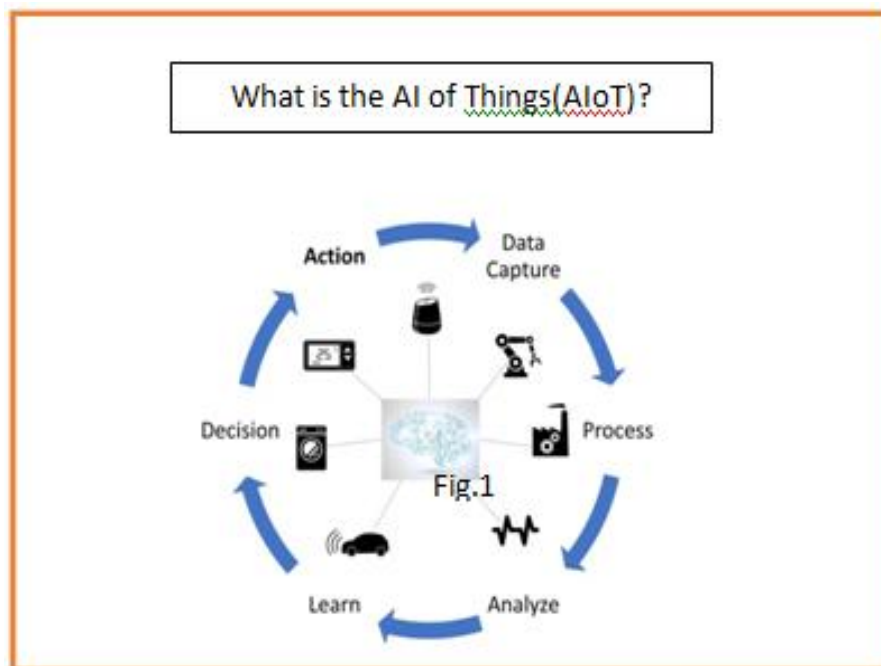 What is the AI of Things(AIoT)?
Action
Data
Capture
Decision
Process
Fig.1
Learn
Analyze